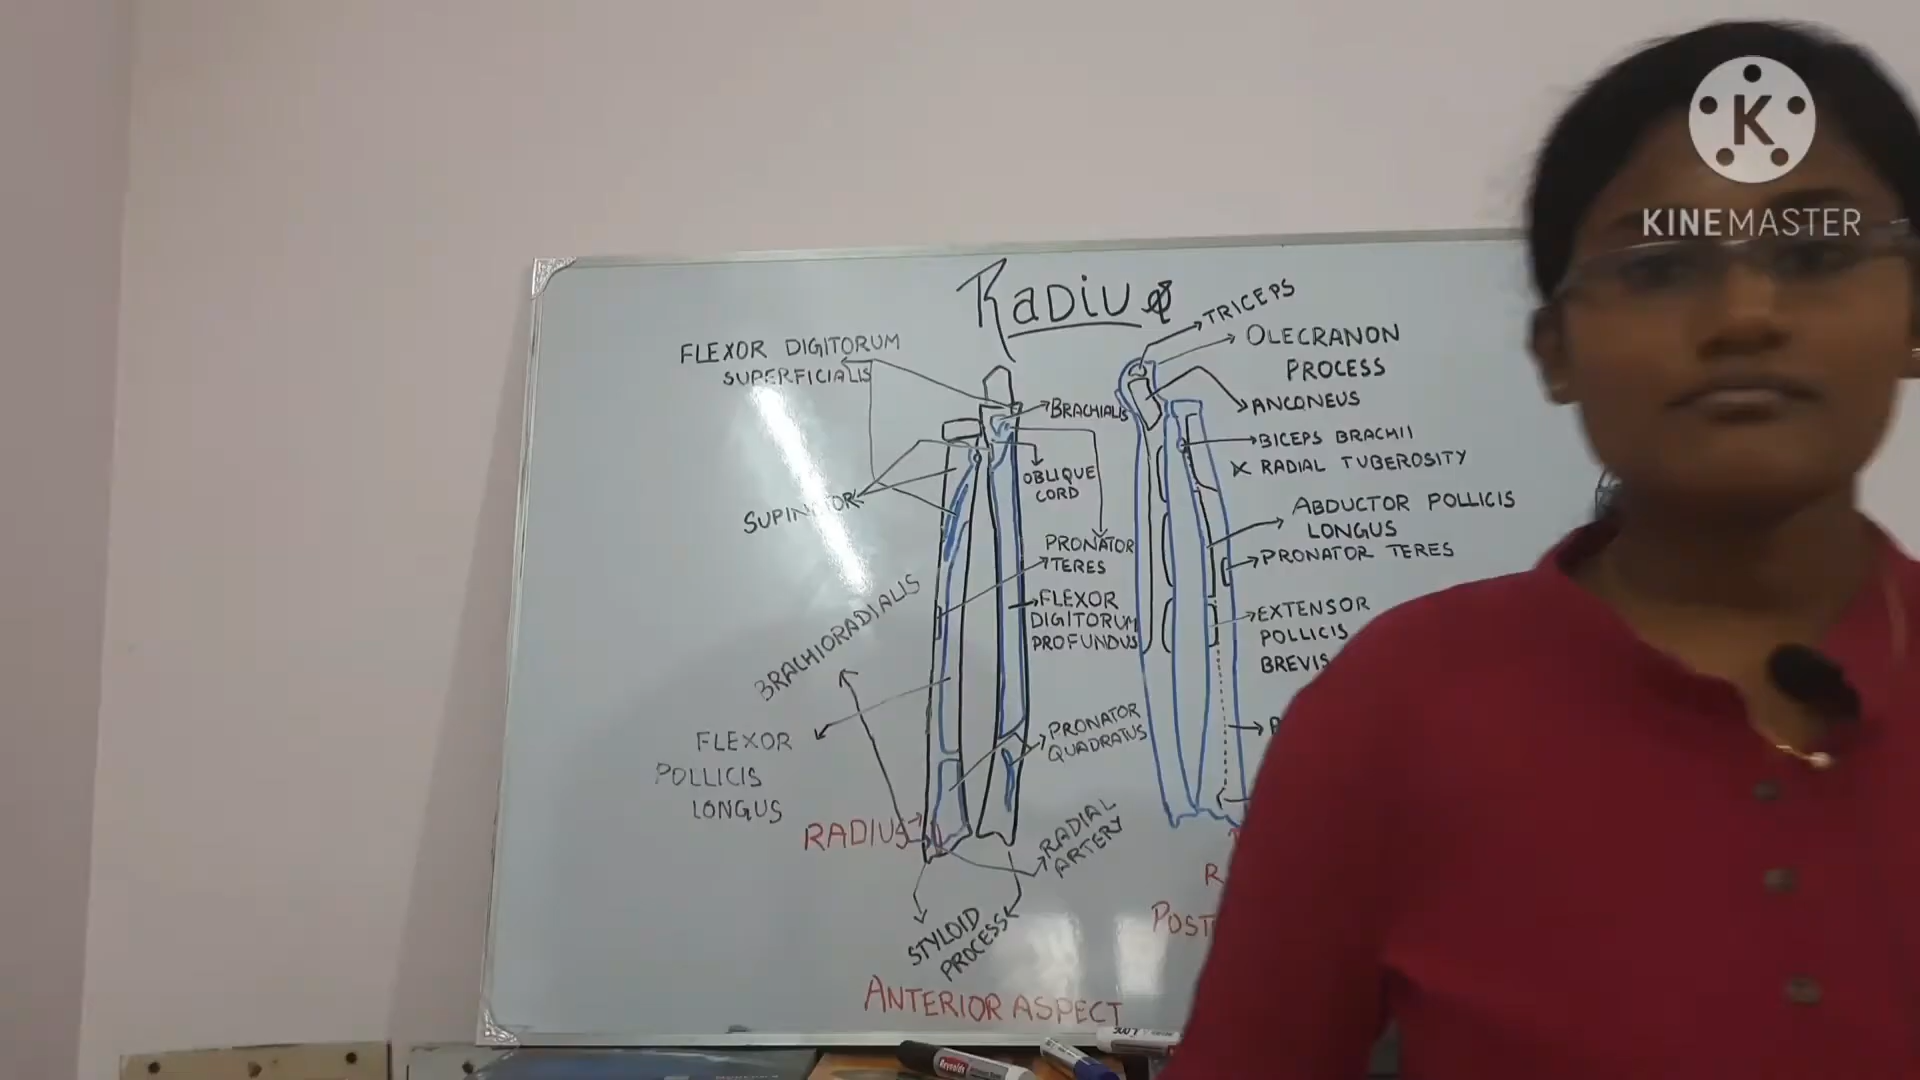 K
KINEMASTER
RADIUS
TRICEPS
OLECRANON
PROCESS
ANCONEUS
BICEPS BRACHII
RADIAL TUBEROSITY
ABDUCTOR POLLICIS
LONGUS
PRONATOR TERES
EXTENSOR
POLLICIS
BREVIS
FLEXOR DIGITORUM
SUPERFICIALIS
BRACHIALIS
OBLIQUE
CORD
SUPINATOR
PRONATOR
TERES
FLEXOR
DIGITORUM
PROFUNDUS
BRACHIORADIALIS
FLEXOR
POLLICIS
LONGUS
PRONATOR
QUADRATUS
RADIUS
RADIAL
ARTERY
STYLOID
PROCESS
ANTERIOR ASPECT
POST
Reynolds